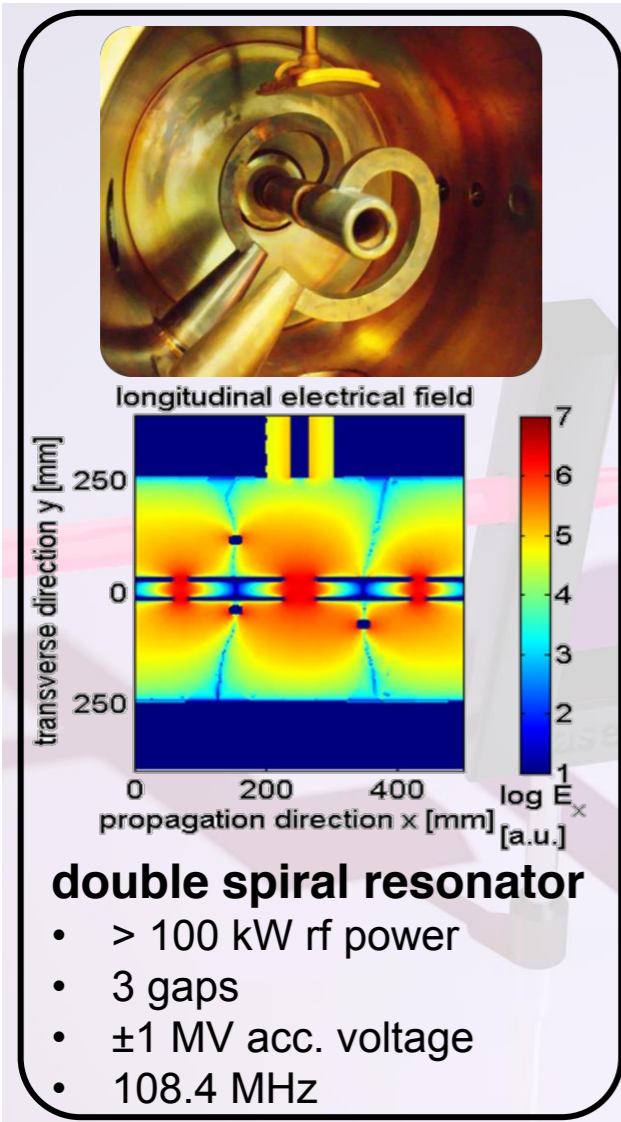 longitudinal electrical field
transverse direction y [mm]
250
0
250
0 200 400
propagation direction x [mm]
7
6
5
4
3
2
1
log E_x
[a.u.]
double spiral resonator
• > 100 kW rf power
• 3 gaps
• ±1 MV acc. voltage
• 108.4 MHz